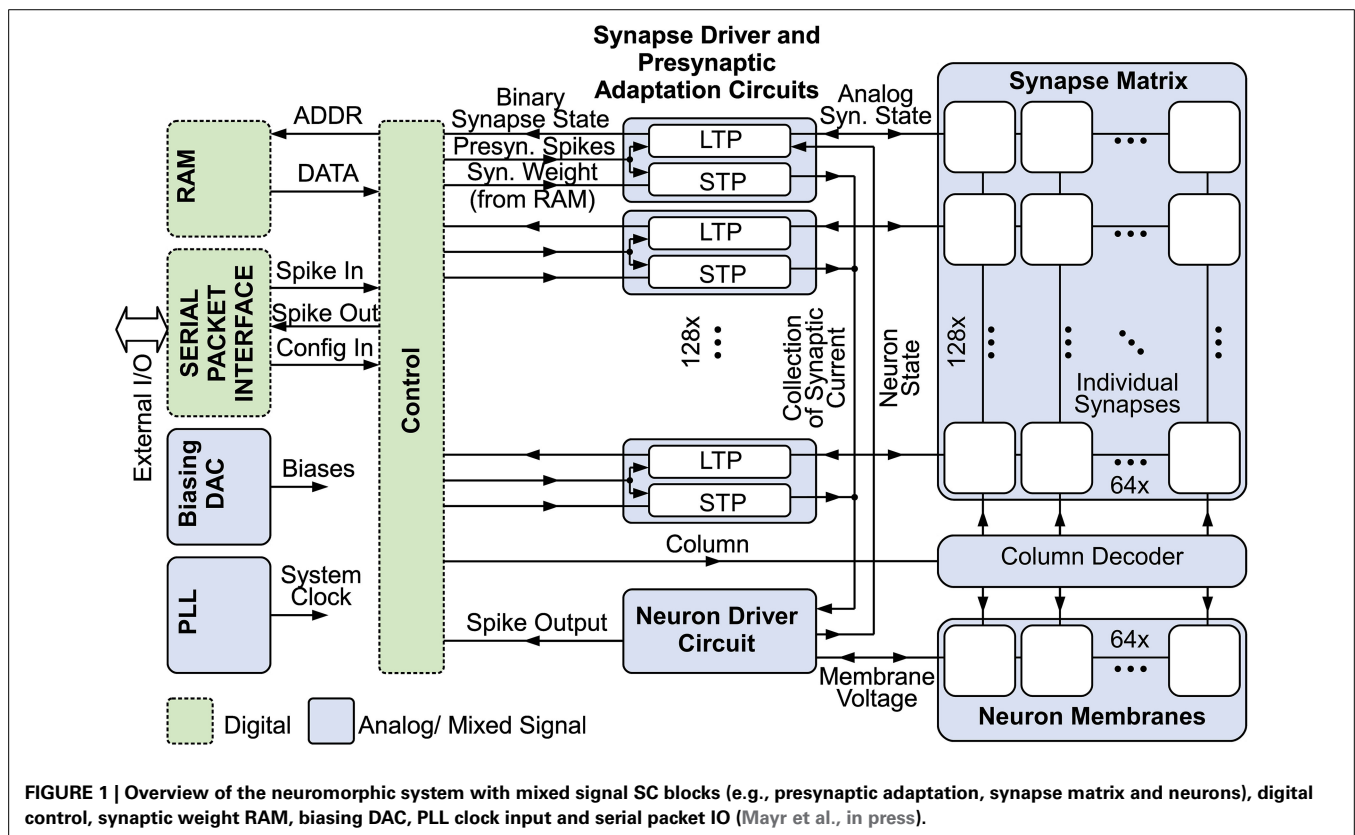 Synapse Driver and
Presynaptic
Adaptation Circuits
Synapse Matrix
ADDR
Binary
Synapse State
Analog
Syn. State
RAM
DATA
Presyn. Spikes
Syn. Weight
(from RAM)
LTP
STP
LTP
STP
External I/O
SERIAL
PACKET
INTERFACE
Spike In
Spike Out
Config In
Control
128x
Collection
of Synaptic
Current
Neuron
State
128x
Individual
Synapses
64x
Biasing
DAC
Biases
LTP
STP
PLL
System
Clock
Column
Column Decoder
Spike Output
Neuron Driver
Circuit
Membrane
Voltage
64x
Neuron Membranes
Digital
Analog/ Mixed Signal
FIGURE 1 | Overview of the neuromorphic system with mixed signal SC blocks (e.g., presynaptic adaptation, synapse matrix and neurons), digital
control, synaptic weight RAM, biasing DAC, PLL clock input and serial packet IO (Mayr et al., in press).